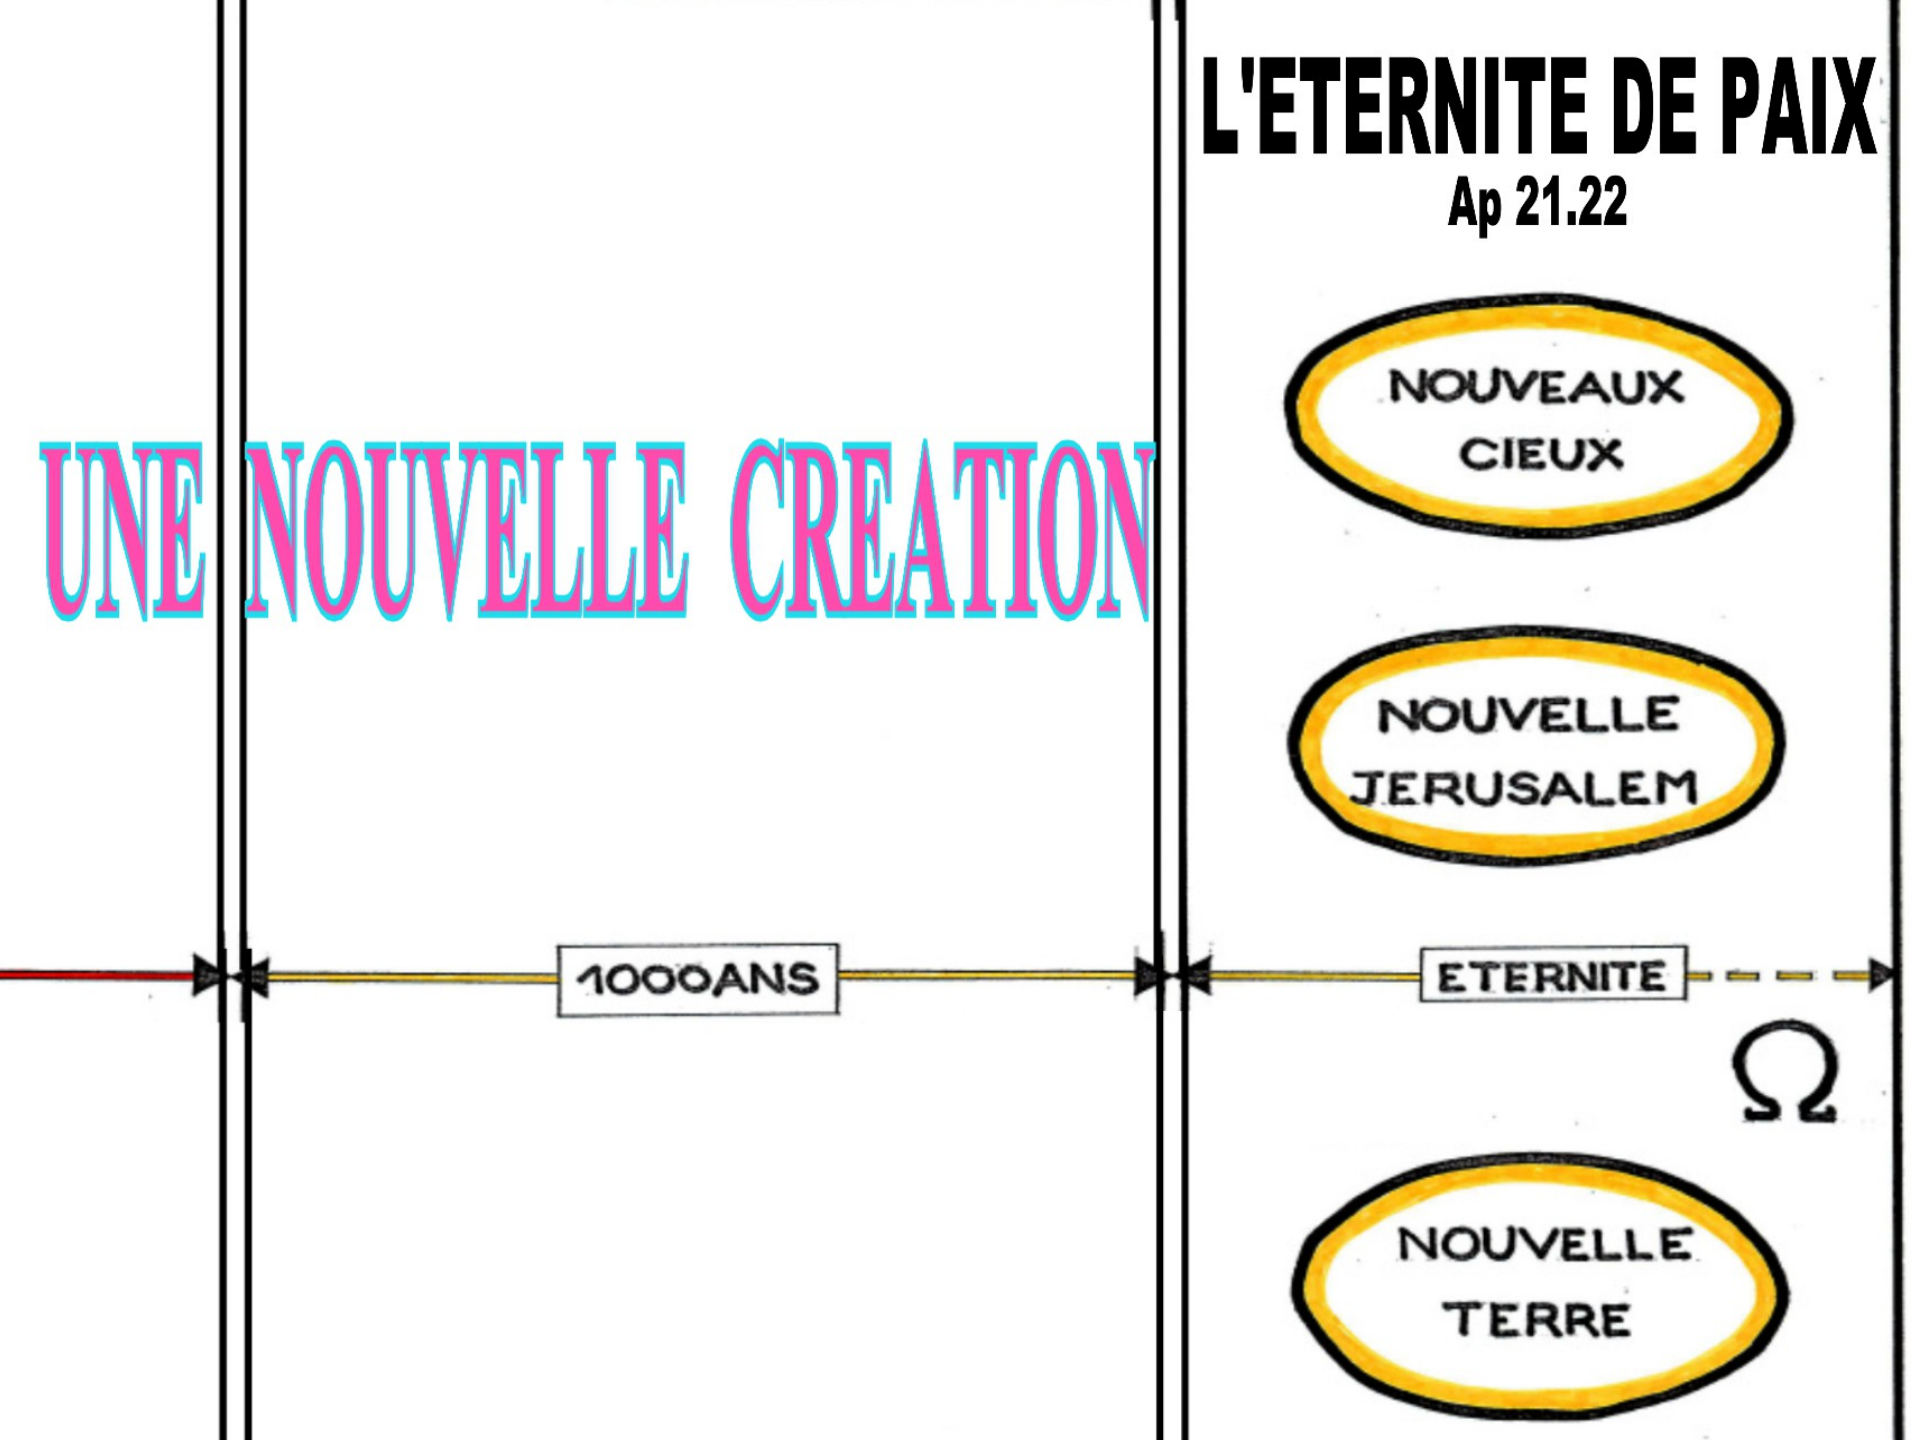 L'ETERNITE DE PAIX
Ap 21.22
NOUVEAUX
CIEUX
UNE NOUVELLE CREATION
NOUVELLE
JERUSALEM
1000ANS
ETERNITE
Ω
NOUVELLE
TERRE